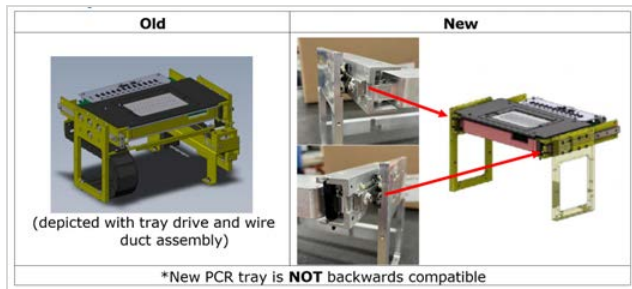 Old
New
(depicted with tray drive and wire
duct assembly)
*New PCR tray is NOT backwards compatible